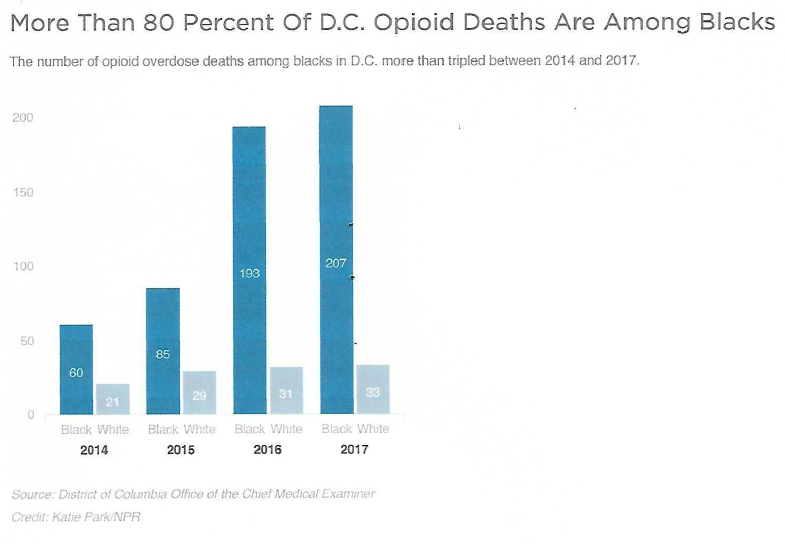 More Than 80 Percent Of D.C. Opioid Deaths Are Among Blacks
The number of opioid overdose deaths among blacks in D.C. more than tripled between 2014 and 2017.
200
150
100
50
0
60
21
85
29
193
31
207
33
Black White Black White Black White Black White
2014 2015 2016 2017
Source: District of Columbia Office of the Chief Medical Examiner
Credit: Katie Park/NPR